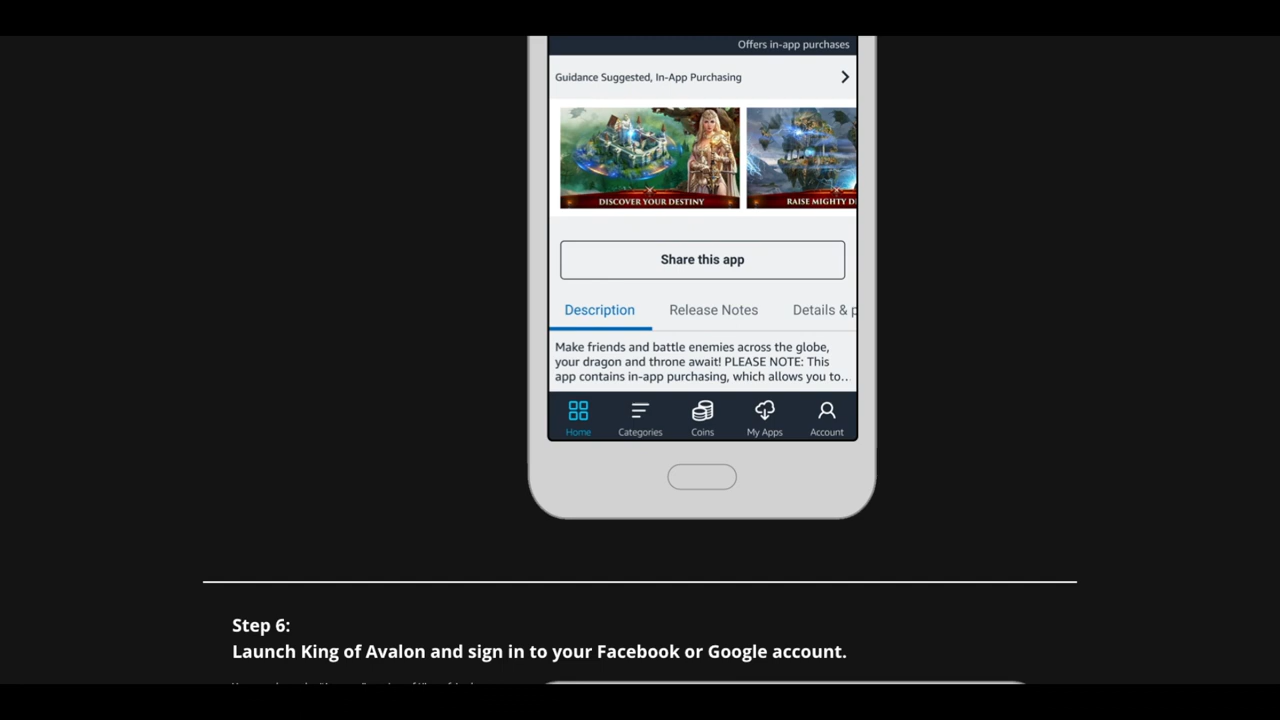 Offers in-app purchases
Guidance Suggested, In-App Purchasing
DISCOVER YOUR DESTINY
RAISE MIGHTY D
Share this app
Description
Release Notes
Details & p
Make friends and battle enemies across the globe,
your dragon and throne await! PLEASE NOTE: This
app contains in-app purchasing, which allows you to...
Home
Categories
Coins
My Apps
Account
Step 6:
Launch King of Avalon and sign in to your Facebook or Google account.